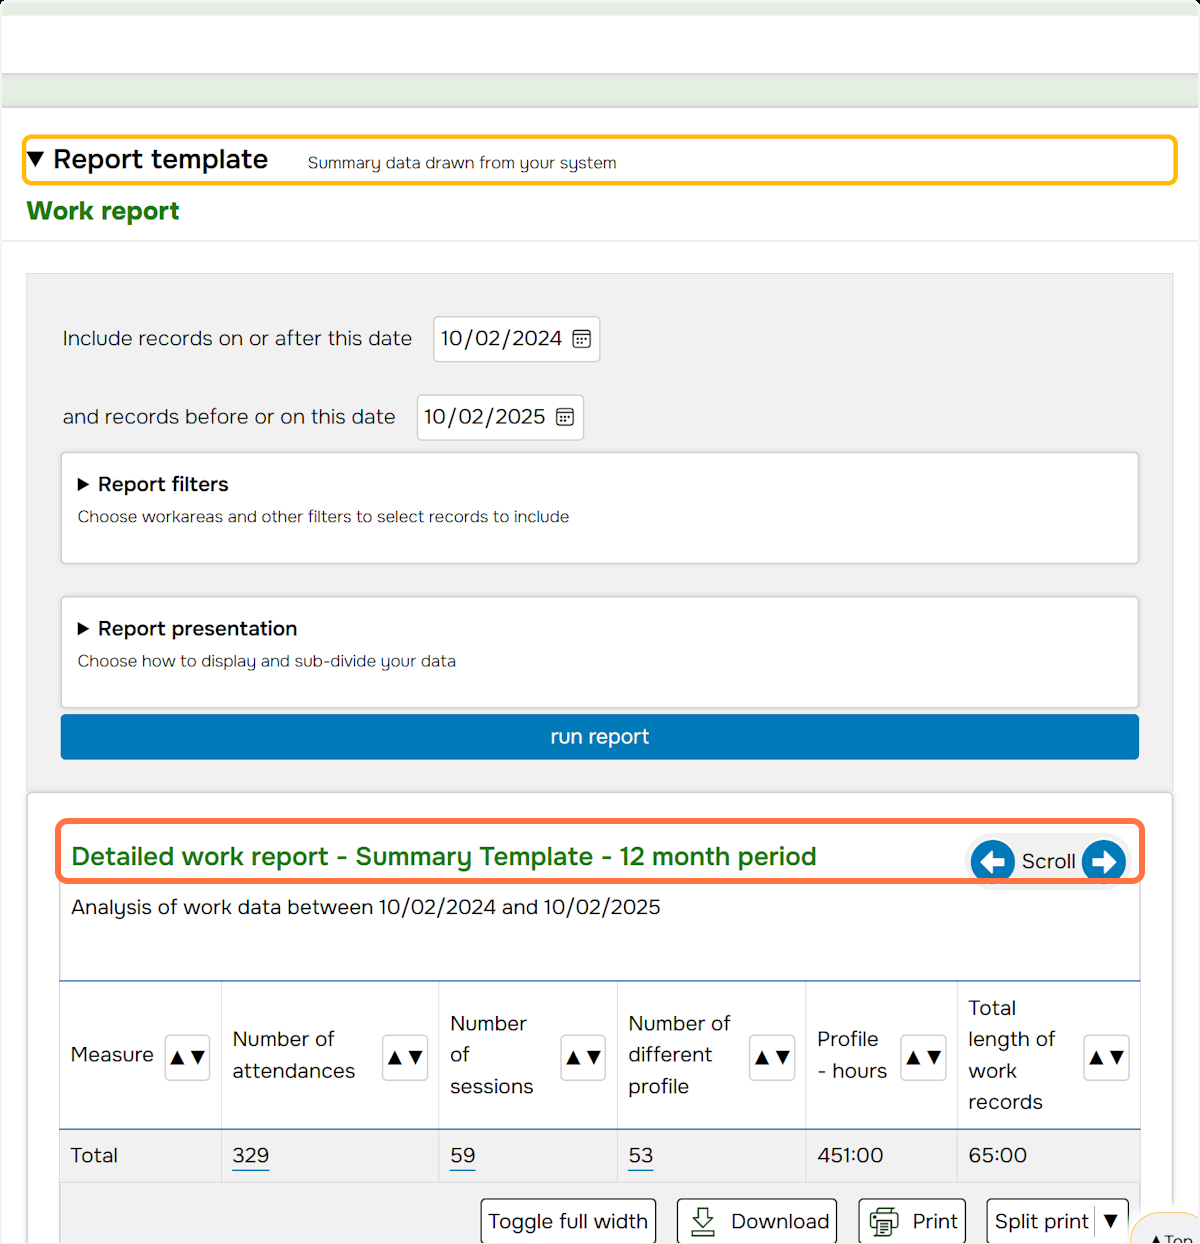 ▼ Report template Summary data drawn from your system
Work report
Include records on or after this date 10/02/2024
and records before or on this date 10/02/2025
▶ Report filters
Choose workareas and other filters to select records to include
▶ Report presentation
Choose how to display and sub-divide your data
run report
Detailed work report - Summary Template - 12 month period
Scroll
Analysis of work data between 10/02/2024 and 10/02/2025
Measure ▲▼
Number of
attendances ▲▼
Number
of
sessions ▲▼
Number of
different
profile ▲▼
Profile
- hours ▲▼
Total
length of
work
records ▲▼
Total 329 59 53 451:00 65:00
Toggle full width Download Print Split print ▼
▲Top